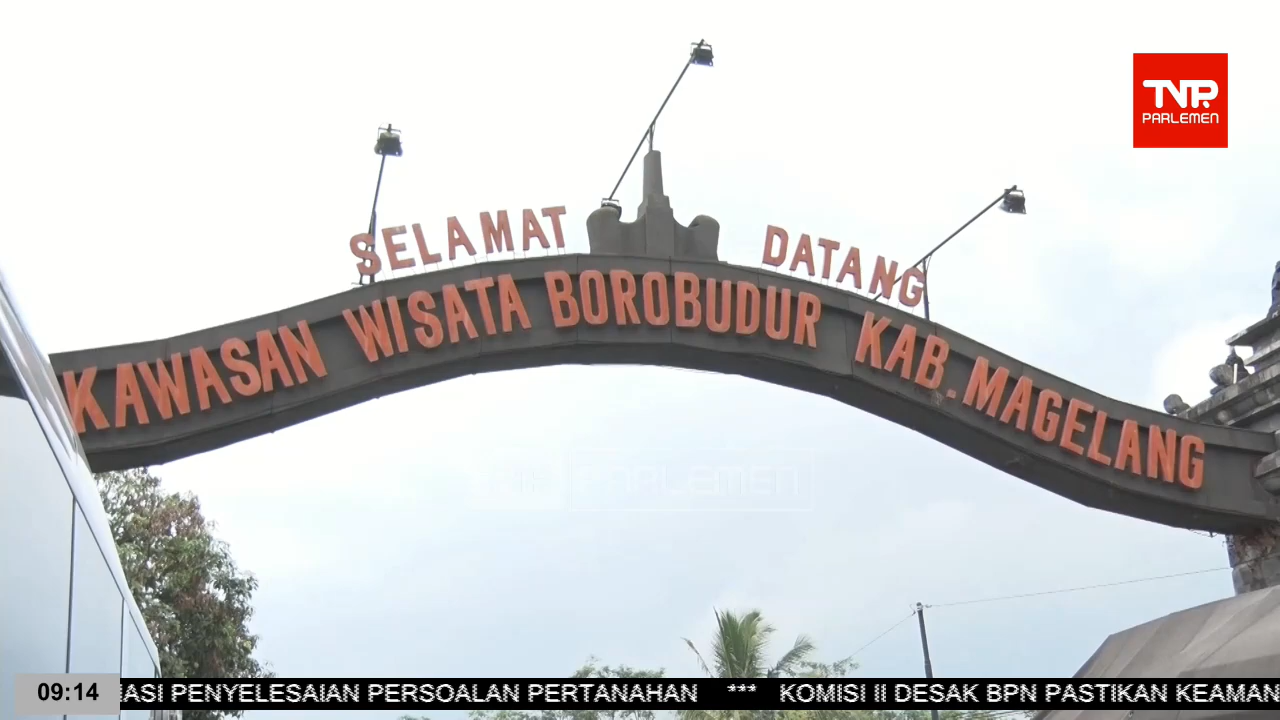 TVR
PARLEMEN
SELAMAT DATANG
KAWASAN WISATA BOROBUDUR KAB. MAGELANG
PARLEMEN
09:14
ASI PENYELESAIAN PERSOALAN PERTANAHAN *** KOMISI II DESAK BPN PASTIKAN KEAMAN